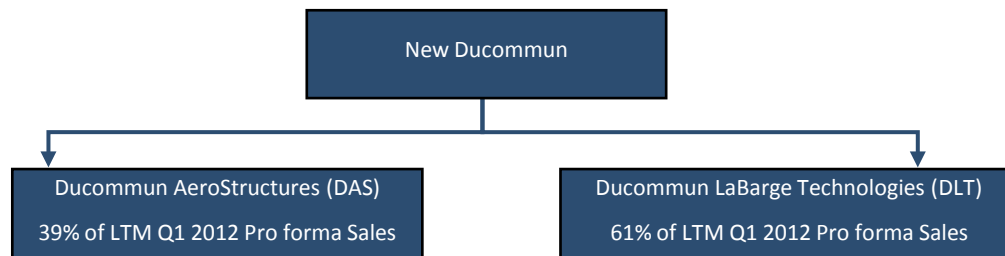 New Ducommun
Ducommun AeroStructures (DAS)
39% of LTM Q1 2012 Pro forma Sales
Ducommun LaBarge Technologies (DLT)
61% of LTM Q1 2012 Pro forma Sales